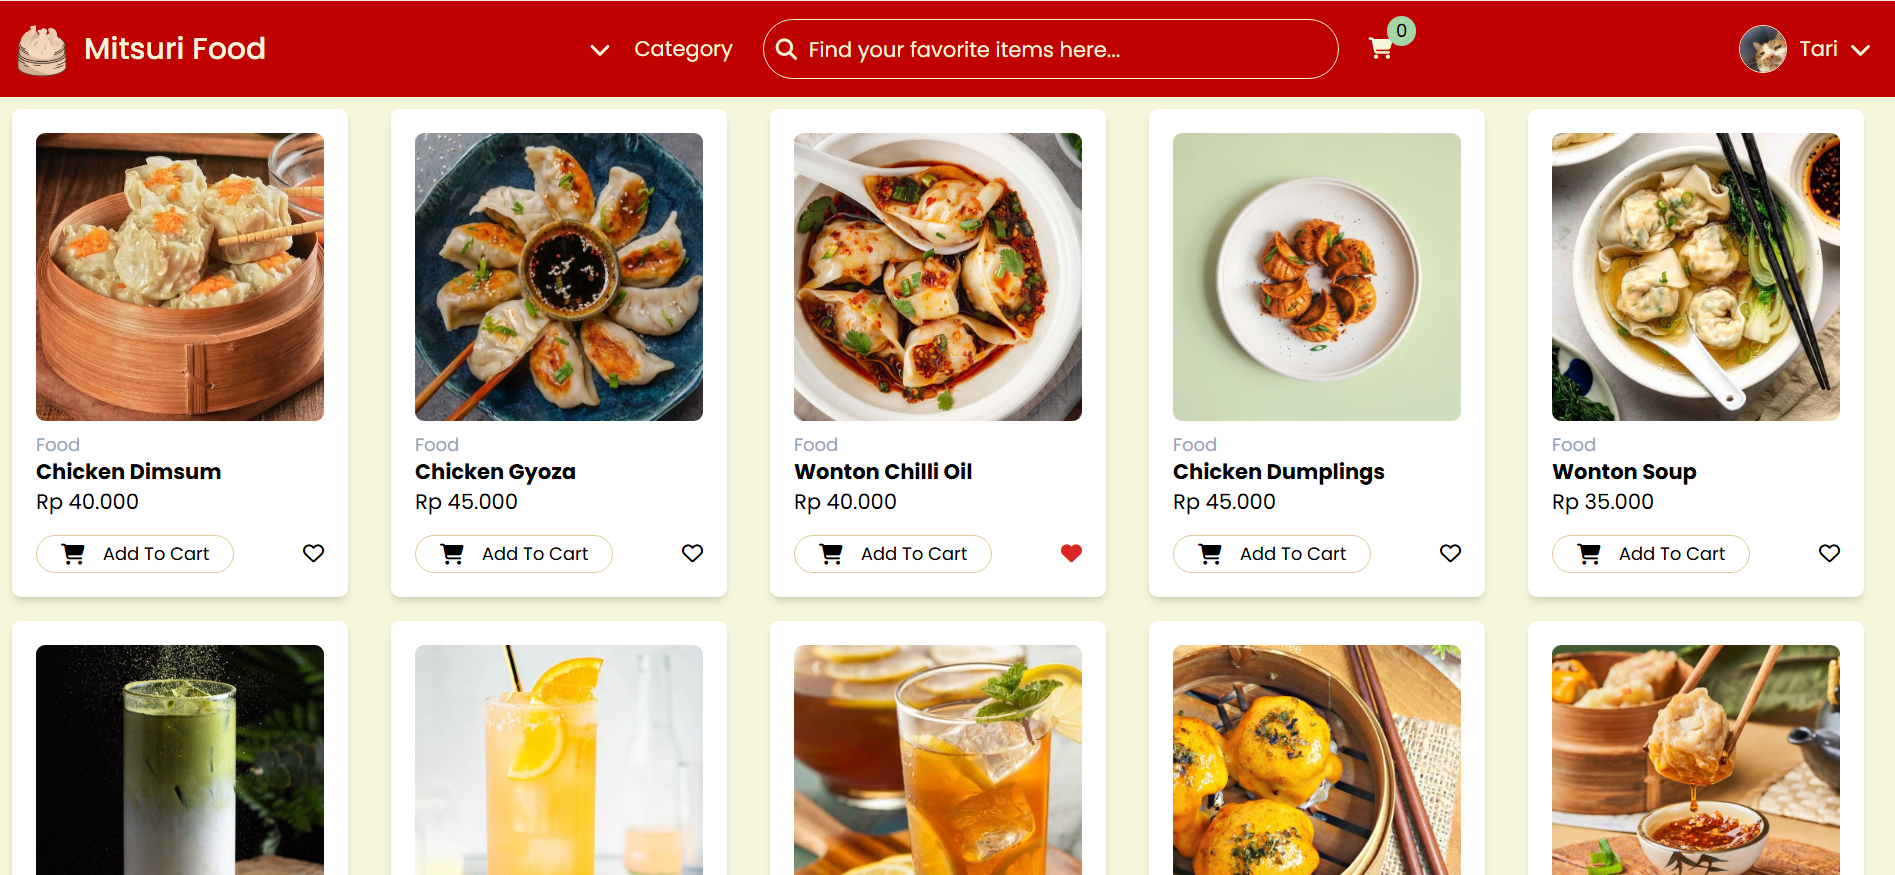 Mitsuri Food
Category
Find your favorite items here...
0
Tari
Food
Chicken Dimsum
Rp 40.000
Add To Cart
Food
Chicken Gyoza
Rp 45.000
Add To Cart
Food
Wonton Chilli Oil
Rp 40.000
Add To Cart
Food
Chicken Dumplings
Rp 45.000
Add To Cart
Food
Wonton Soup
Rp 35.000
Add To Cart